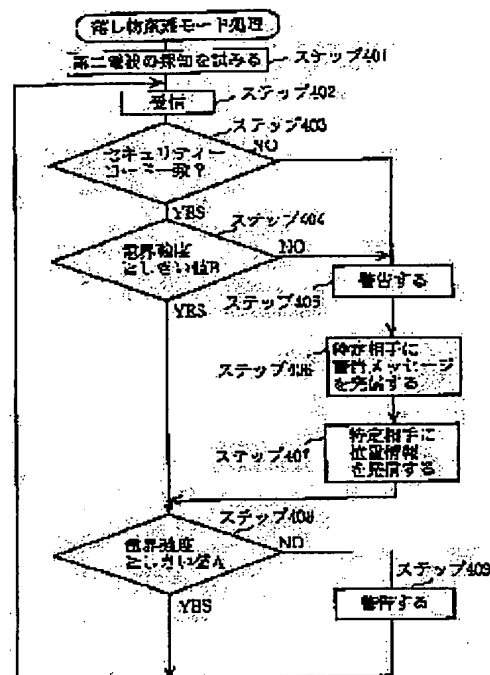 落し物
モード処理
第二電波の探知を試みる
ステップ401
受信
ステップ402
ステップ403
セキュリティー
コード一致?
NO
YES
ステップ404
電界強度
≧しきい値B
NO
YES
ステップ405
警告する
ステップ406
特定相手に
警告メッセージ
を発信する
ステップ407
特定相手に
位置情報
を発信する
ステップ408
電界強度
≧しきい値A
NO
YES
ステップ409
警告する